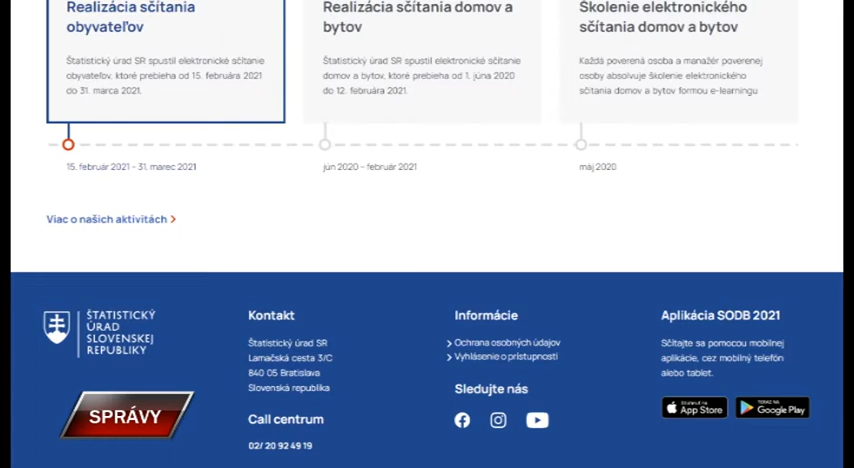 Realizácia sčítania
obyvateľov
Štatistický úrad SR spustil elektronické sčítanie
obyvateľov, ktoré prebieha od 15. februára 2021
do 31. marca 2021.
15. február 2021 – 31. marec 2021
Realizácia sčítania domov a
bytov
Štatistický úrad SR spustil elektronické sčítanie
domov a bytov, ktoré prebieha od 1. júna 2020
do 12. februára 2021.
jún 2020 – február 2021
Školenie elektronického
sčítania domov a bytov
Každá poverená osoba a manažér poverenej
osoby absolvuje školenie elektronického
sčítania domov a bytov formou e-learningu
máj 2020
Viac o našich aktivitách
ŠTATISTICKÝ
ÚRAD
SLOVENSKEJ
REPUBLIKY
SPRÁVY
Kontakt
Štatistický úrad SR
Lamačská cesta 3/C
840 05 Bratislava
Slovenská republika
Call centrum
02/ 20 92 49 19
Informácie
Ochrana osobných údajov
Vyhlásenie o prístupnosti
Sledujte nás
Aplikácia SODB 2021
Sčítajte sa pomocou mobilnej
aplikácie, cez mobilný telefón
alebo tablet.
App Store
Google Play